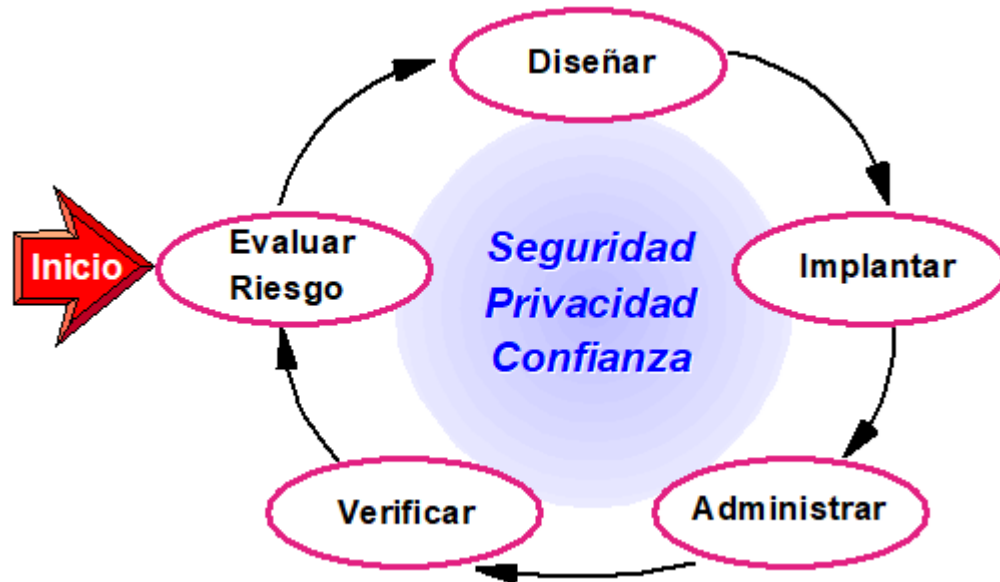 Diseñar
Inicio
Evaluar
Riesgo
Seguridad
Privacidad
Confianza
Implantar
Verificar
Administrar